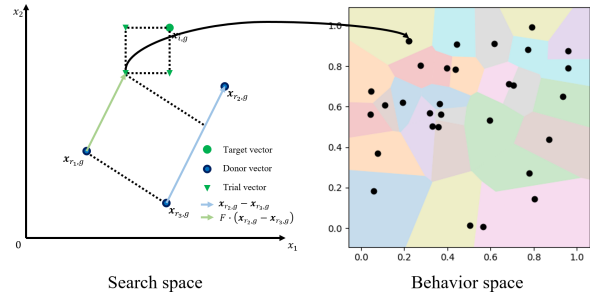 x₂
x_{i,g}
x_{r₂,g}
x_{r₁,g}
x_{r₃,g}
Target vector
Donor vector
Trial vector
x_{r₂,g} − x_{r₃,g}
F · (x_{r₂,g} − x_{r₃,g})
0
x₁
Search space
1.0
0.8
0.6
0.4
0.2
0.0
0.0 0.2 0.4 0.6 0.8 1.0
Behavior space